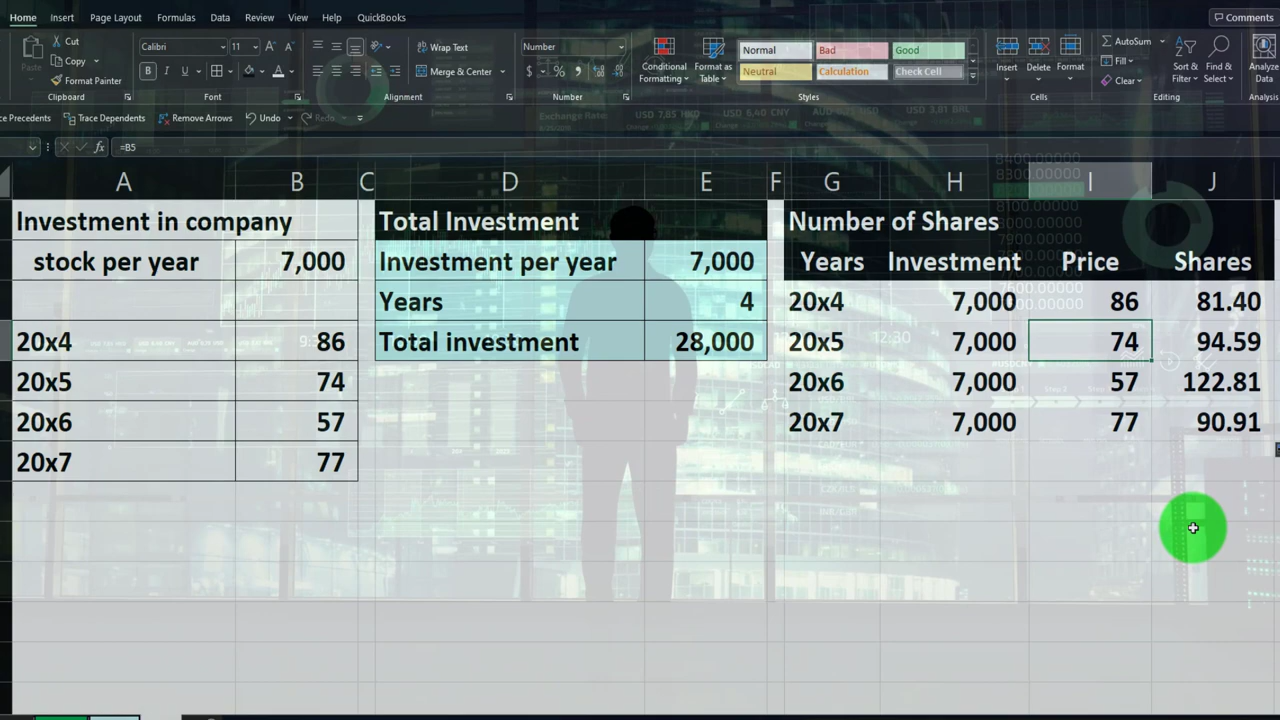 Home Insert Page Layout Formulas Data Review View Help QuickBooks Comments
Cut
Copy
Paste
Format Painter
Clipboard
Calibri 11
B I U
Font
Wrap Text
Merge & Center
Alignment
Number
$ % ,
Number
Conditional Formatting
Format as Table
Normal Bad Good
Neutral Calculation Check Cell
Styles
Insert Delete Format
Cells
AutoSum
Fill
Clear
Sort & Filter
Find & Select
Editing
Analyze Data
Analysis
ce Precedents Trace Dependents Remove Arrows Undo Redo
fx =B5
A B C D E F G H I J
Investment in company Total Investment Number of Shares
stock per year 7,000 Investment per year 7,000 Years Investment Price Shares
Years 4 20x4 7,000 86 81.40
20x4 86 Total investment 28,000 20x5 7,000 74 94.59
20x5 74 20x6 7,000 57 122.81
20x6 57 20x7 7,000 77 90.91
20x7 77